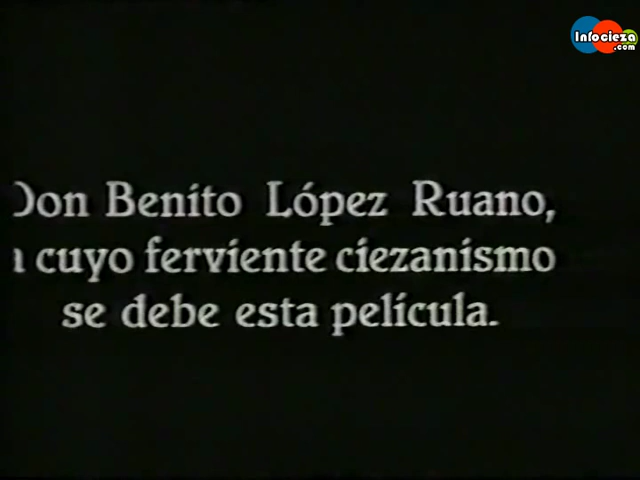 Infocieza
.com
Don Benito López Ruano,
a cuyo ferviente ciezanismo
se debe esta película.